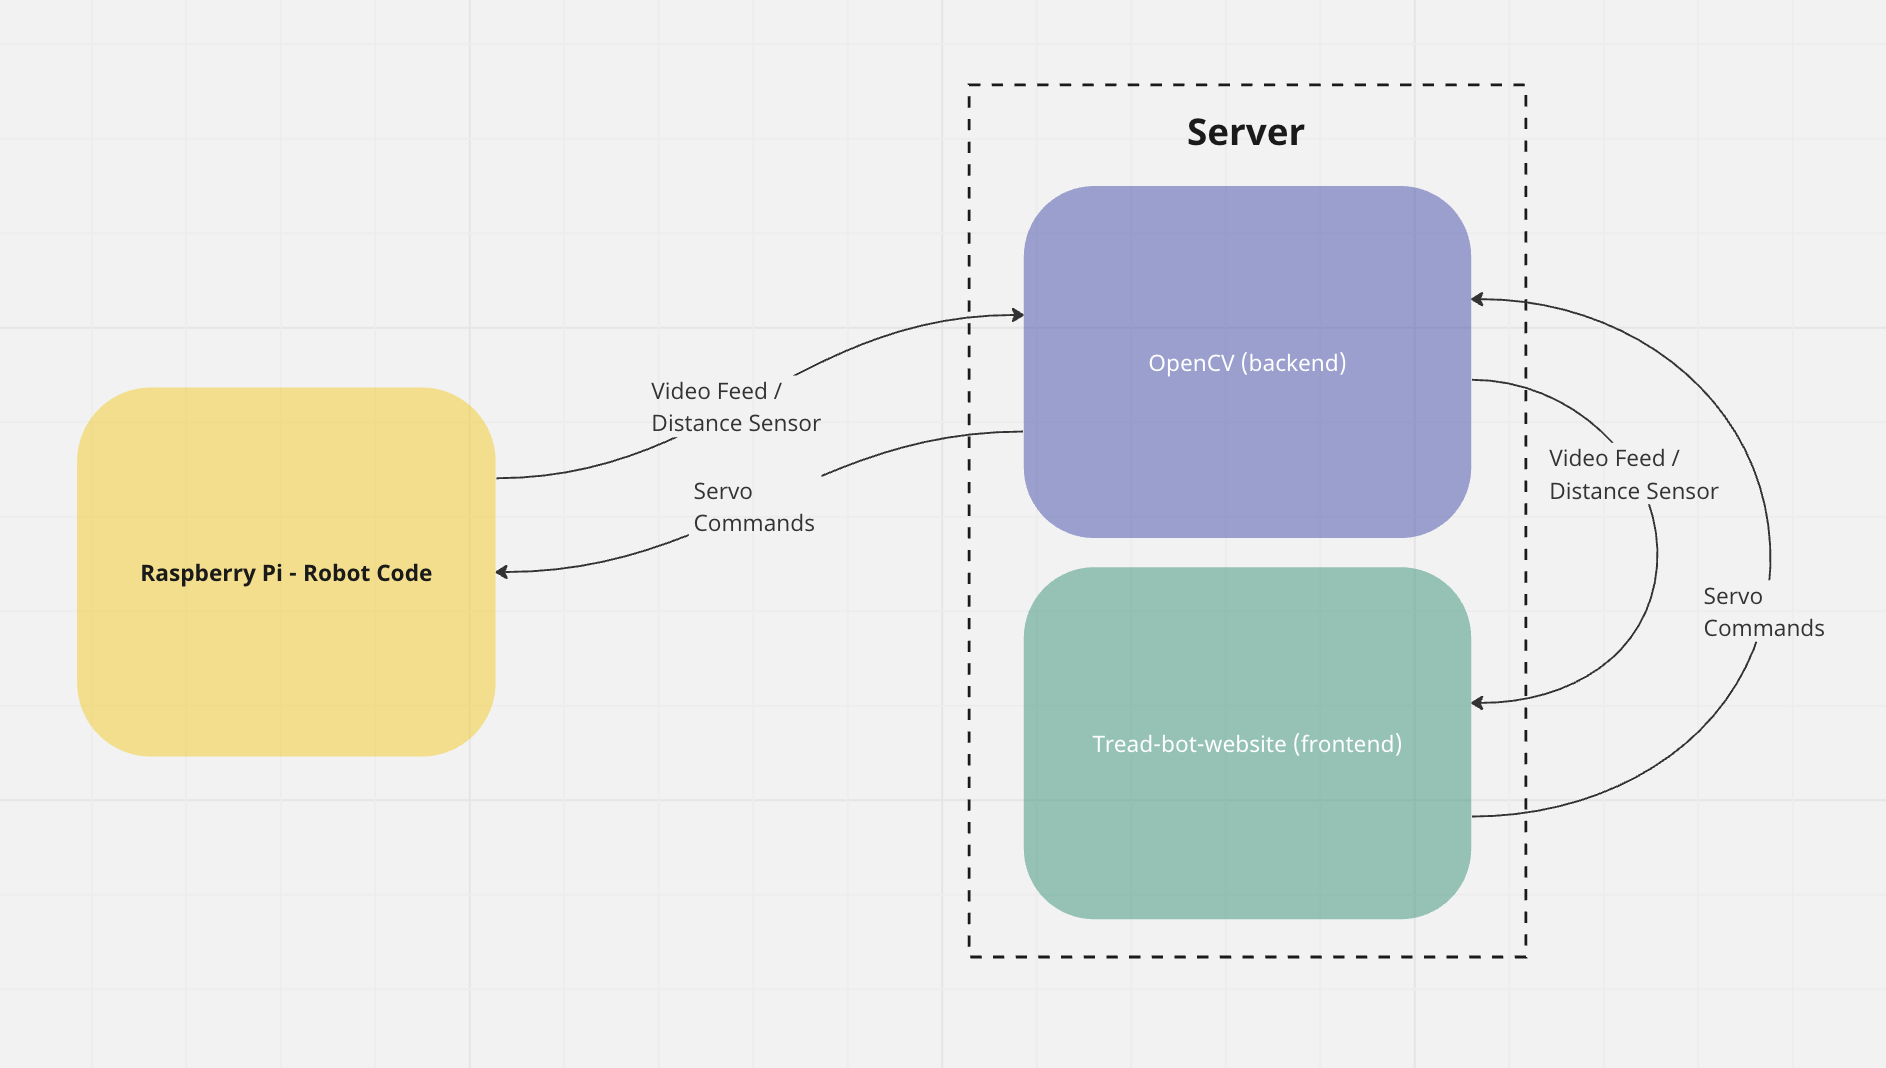 Server
OpenCV (backend)
Video Feed /
Distance Sensor
Servo
Commands
Raspberry Pi - Robot Code
Video Feed /
Distance Sensor
Servo
Commands
Tread-bot-website (frontend)